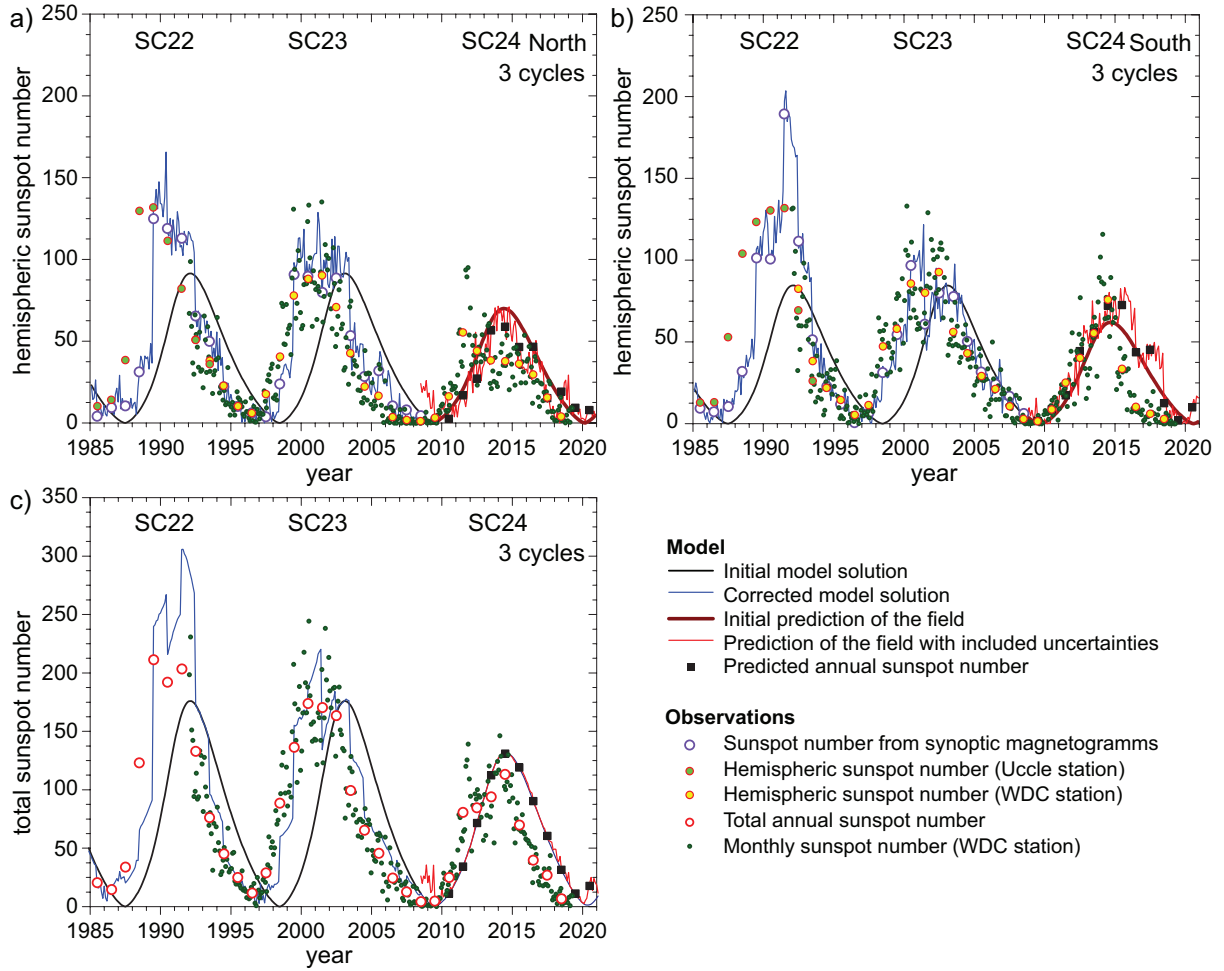 a)
250
200
150
100
50
0
hemispheric sunspot number
SC22 SC23 SC24 North
3 cycles
1985 1990 1995 2000 2005 2010 2015 2020
year
b)
250
200
150
100
50
0
hemispheric sunspot number
SC22 SC23 SC24 South
3 cycles
1985 1990 1995 2000 2005 2010 2015 2020
year
c)
350
300
250
200
150
100
50
0
total sunspot number
SC22 SC23 SC24
3 cycles
1985 1990 1995 2000 2005 2010 2015 2020
year
Model
Initial model solution
Corrected model solution
Initial prediction of the field
Prediction of the field with included uncertainties
Predicted annual sunspot number
Observations
Sunspot number from synoptic magnetogramms
Hemispheric sunspot number (Uccle station)
Hemispheric sunspot number (WDC station)
Total annual sunspot number
Monthly sunspot number (WDC station)